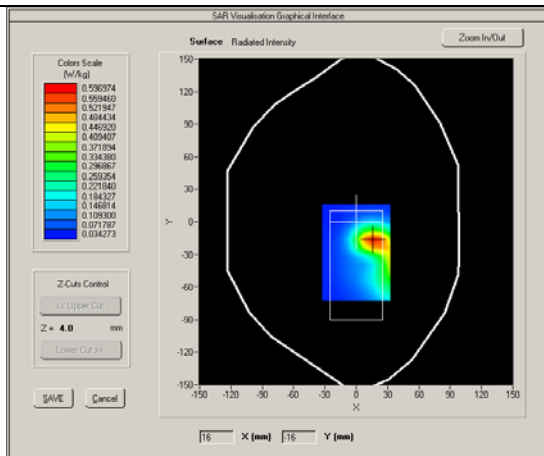 SAR Visualisation Graphical Interface
Surface Radiated Intensity
Zoom In/Out
Colors Scale
(W/kg)
0.596974
0.559460
0.521947
0.484434
0.446920
0.409407
0.371894
0.334380
0.296867
0.259354
0.221840
0.184327
0.146814
0.109300
0.071787
0.034273
Z-Cuts Control
<< Upper Cut
Z = 4.0 mm
Lower Cut >>
SAVE Cancel
150
120
90
60
30
0
-30
-60
-90
-120
-150
Y
-150 -120 -90 -60 -30 0 30 60 90 120 150
X
16 X (mm) -16 Y (mm)